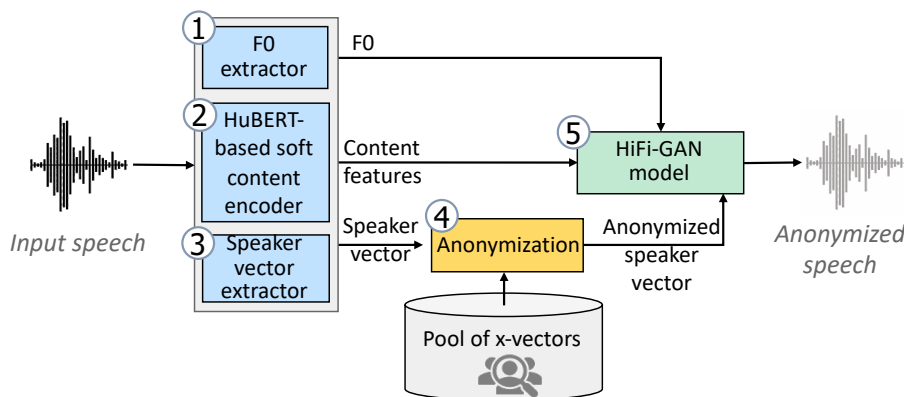 1
F0
extractor
F0
2
HuBERT-
based soft
content
encoder
Content
features
5
HiFi-GAN
model
3
Speaker
vector
extractor
Speaker
vector
4
Anonymization
Anonymized
speaker
vector
Input speech
Anonymized
speech
Pool of x-vectors